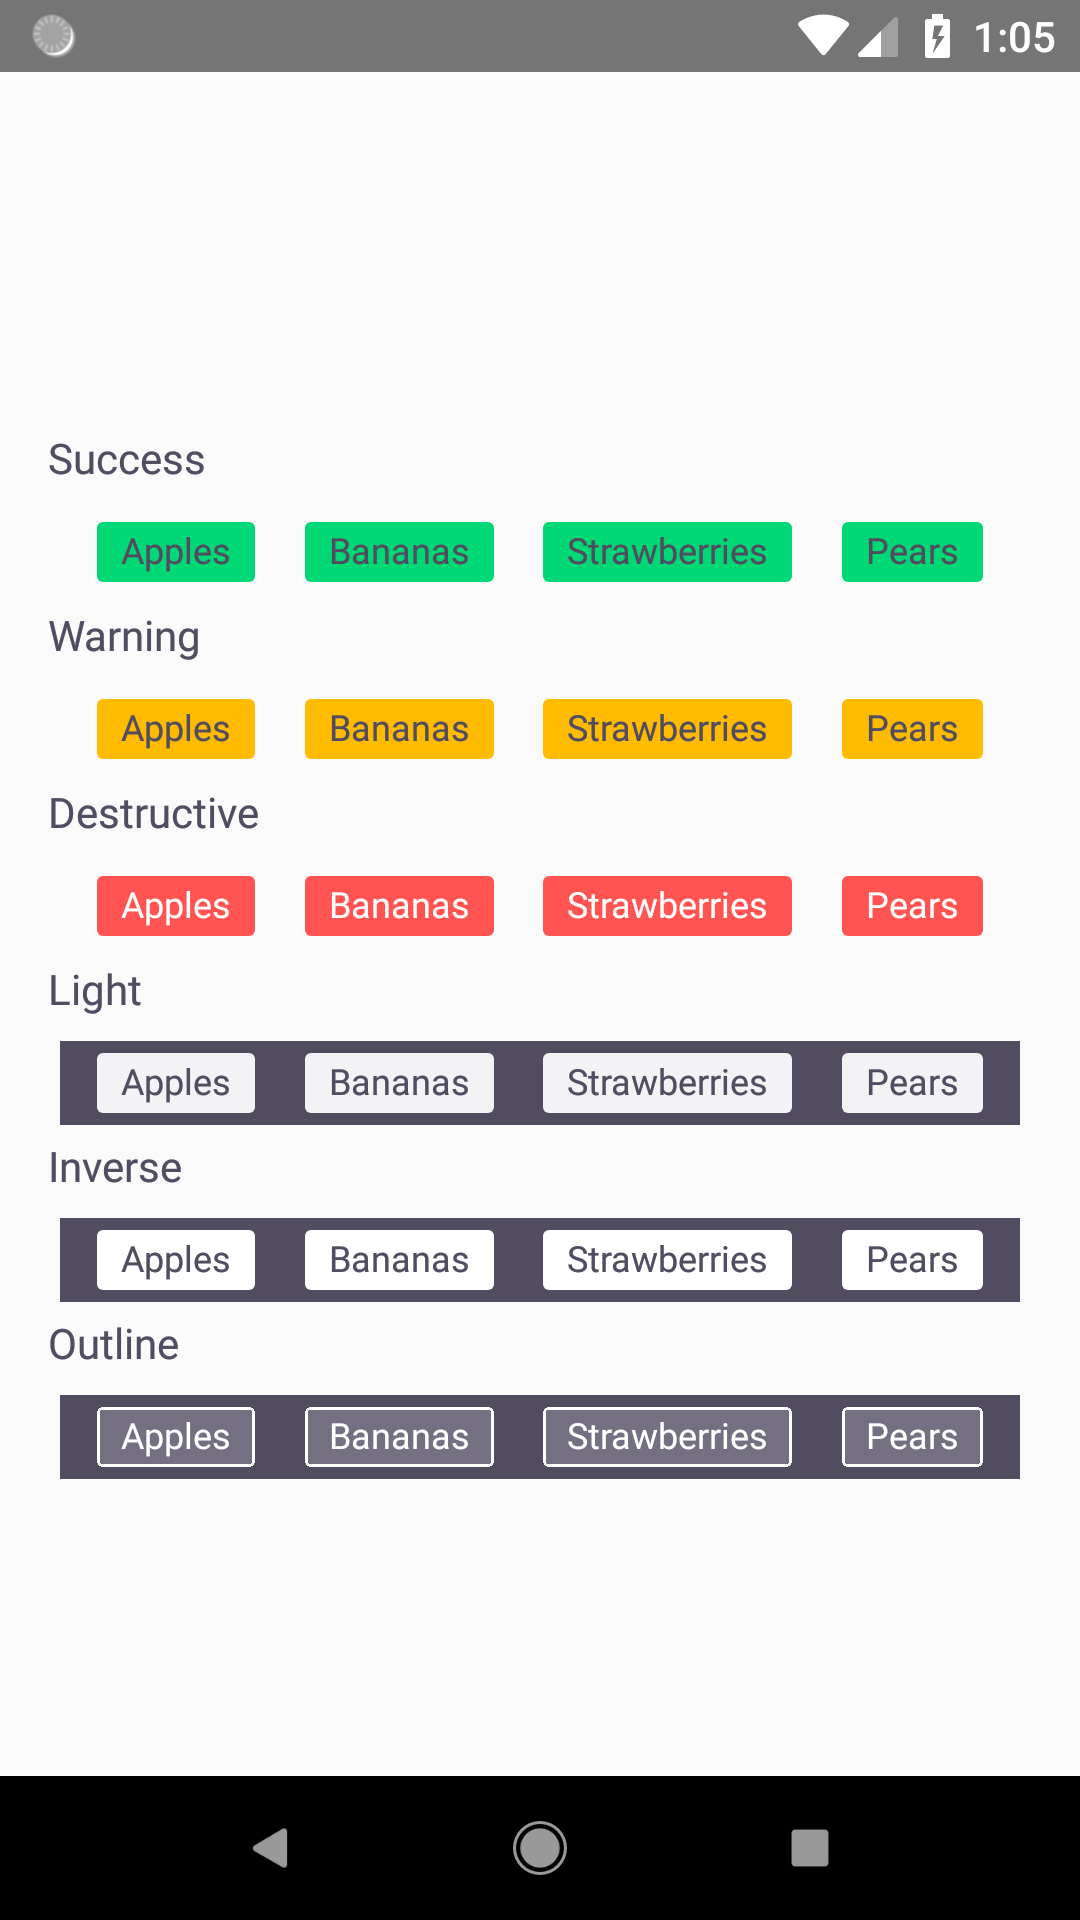 1:05
Success
Apples Bananas Strawberries Pears
Warning
Apples Bananas Strawberries Pears
Destructive
Apples Bananas Strawberries Pears
Light
Apples Bananas Strawberries Pears
Inverse
Apples Bananas Strawberries Pears
Outline
Apples Bananas Strawberries Pears